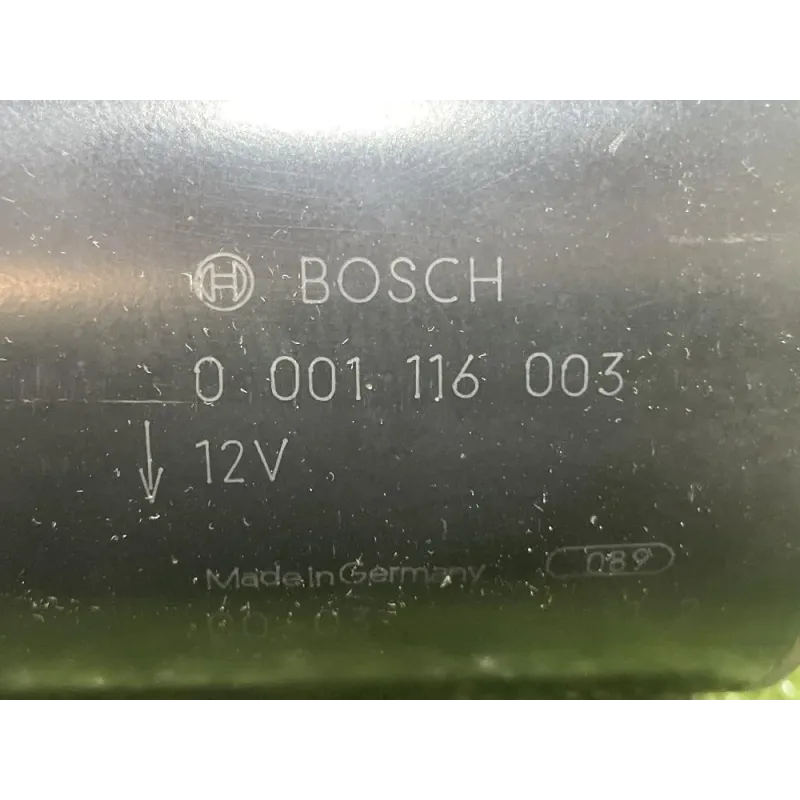 BOSCH
0 001 116 003
12V
Made in Germany 089